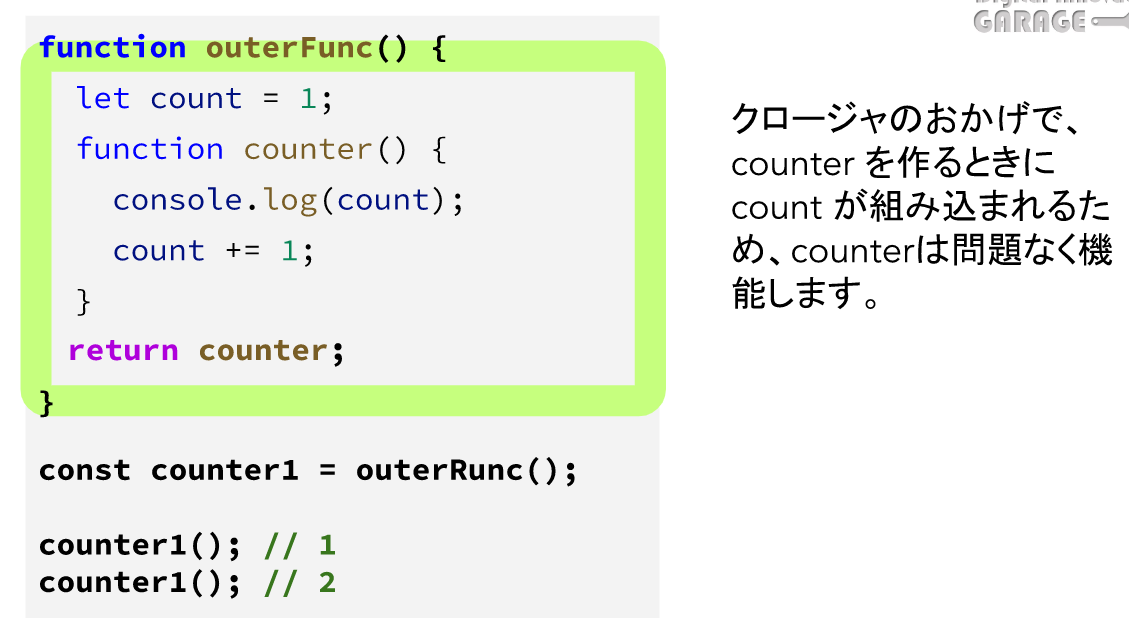 GARAGE
function outerFunc() {
let count = 1;
function counter() {
console.log(count);
count += 1;
}
return counter;
}
const counter1 = outerRunc();
counter1(); // 1
counter1(); // 2
クロージャのおかげで、
counter を作るときに
count が組み込まれるた
め、counterは問題なく機
能します。